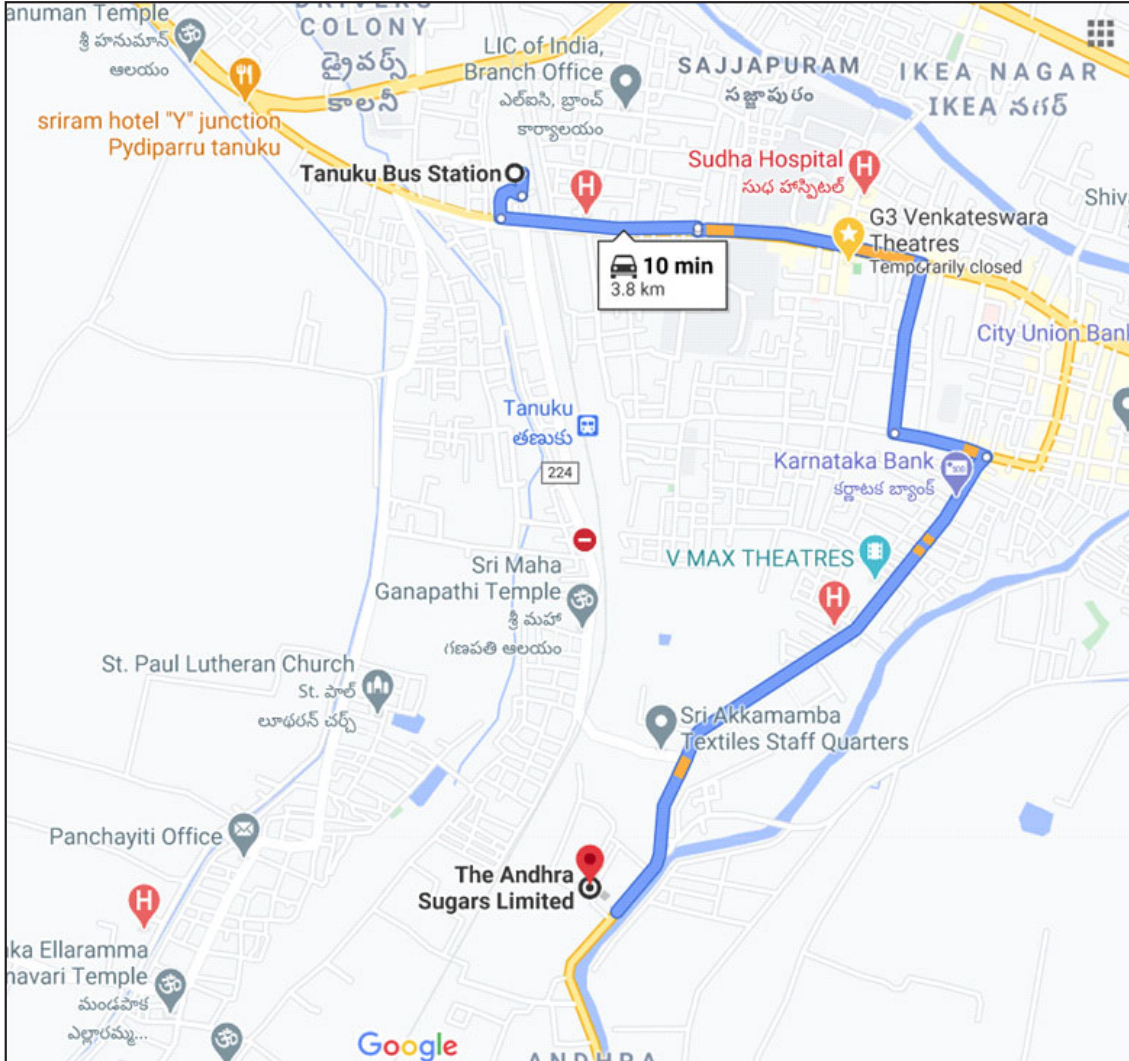 anuman Temple
శ్రీ హనుమాన్
ఆలయం
COLONY
డ్రైవర్స్
కాలనీ
LIC of India,
Branch Office
ఎల్ఐసి, బ్రాంచ్
కార్యాలయం
SAJJAPURAM
సజ్జాపురం
IKEA NAGAR
IKEA నగర్
sriram hotel "Y" junction
Pydiparru tanuku
Tanuku Bus Station
H
Sudha Hospital
సుధ హాస్పిటల్
H
Shiva
G3 Venkateswara
Theatres
Temporarily closed
10 min
3.8 km
City Union Bank
Tanuku
తణుకు
224
Karnataka Bank
కర్ణాటక బ్యాంక్
V MAX THEATRES
H
Sri Maha
Ganapathi Temple
శ్రీ మహా
గణపతి ఆలయం
St. Paul Lutheran Church
St. పాల్
లూథరన్ చర్చ్
Sri Akkamamba
Textiles Staff Quarters
Panchayiti Office
The Andhra
Sugars Limited
H
ka Ellaramma
mavari Temple
మండపాక
ఎల్లారమ్మ...
Google
ANDHRA